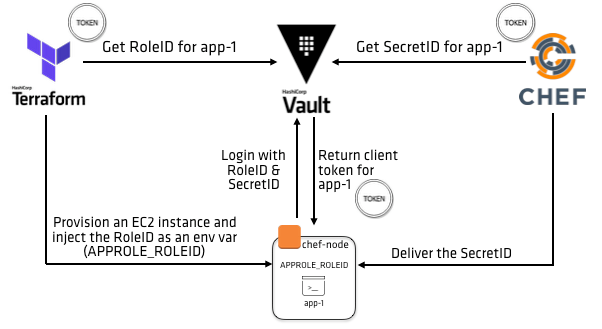 TOKEN
TOKEN
Get RoleID for app-1
Get SecretID for app-1
HashiCorp
Terraform
HashiCorp
Vault
CHEF
Login with
RoleID &
SecretID
Return client
token for
app-1
TOKEN
Provision an EC2 instance and
inject the RoleID as an env var
(APPROLE_ROLEID)
chef-node
Deliver the SecretID
APPROLE_ROLEID
>_
app-1